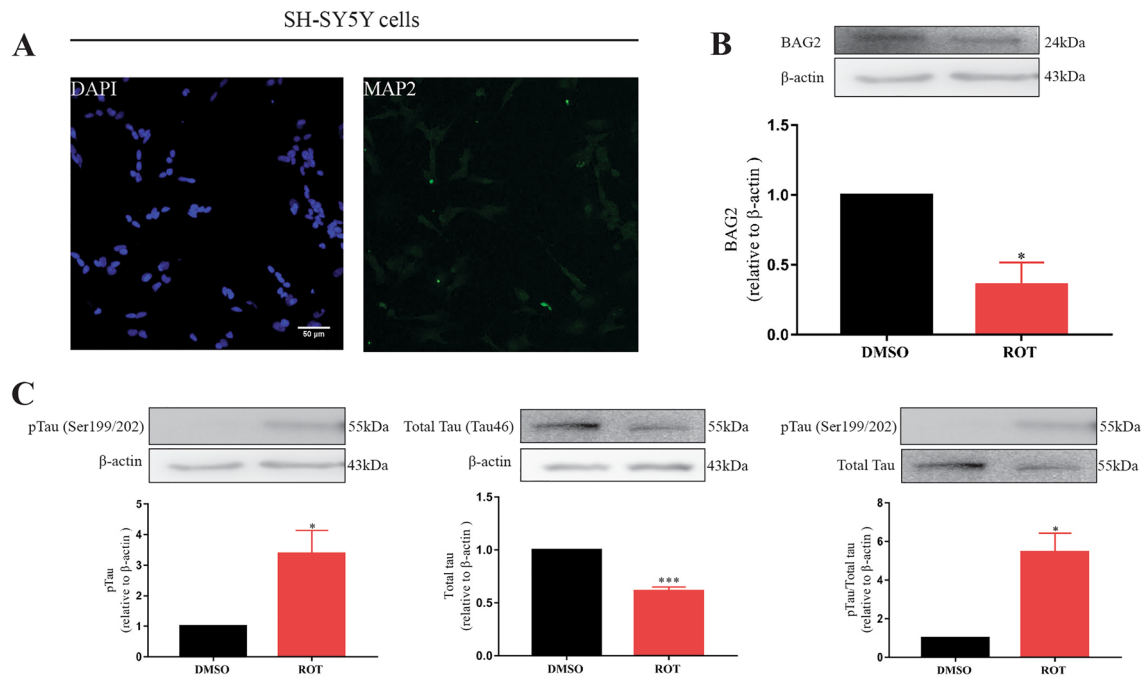 SH-SY5Y cells
A
DAPI
50 µm
MAP2
B
BAG2
24kDa
β-actin
43kDa
BAG2
(relative to β-actin )
1.5
1.0
0.5
0.0
*
DMSO
ROT
C
pTau (Ser199/202)
55kDa
β-actin
43kDa
pTau
(relative to β-actin )
5
4
3
2
1
0
*
DMSO
ROT
Total Tau (Tau46)
55kDa
β-actin
43kDa
Total tau
(relative to β-actin )
1.5
1.0
0.5
0.0
***
DMSO
ROT
pTau (Ser199/202)
55kDa
Total Tau
55kDa
pTau/Total tau
(relative to β-actin )
8
6
4
2
0
*
DMSO
ROT